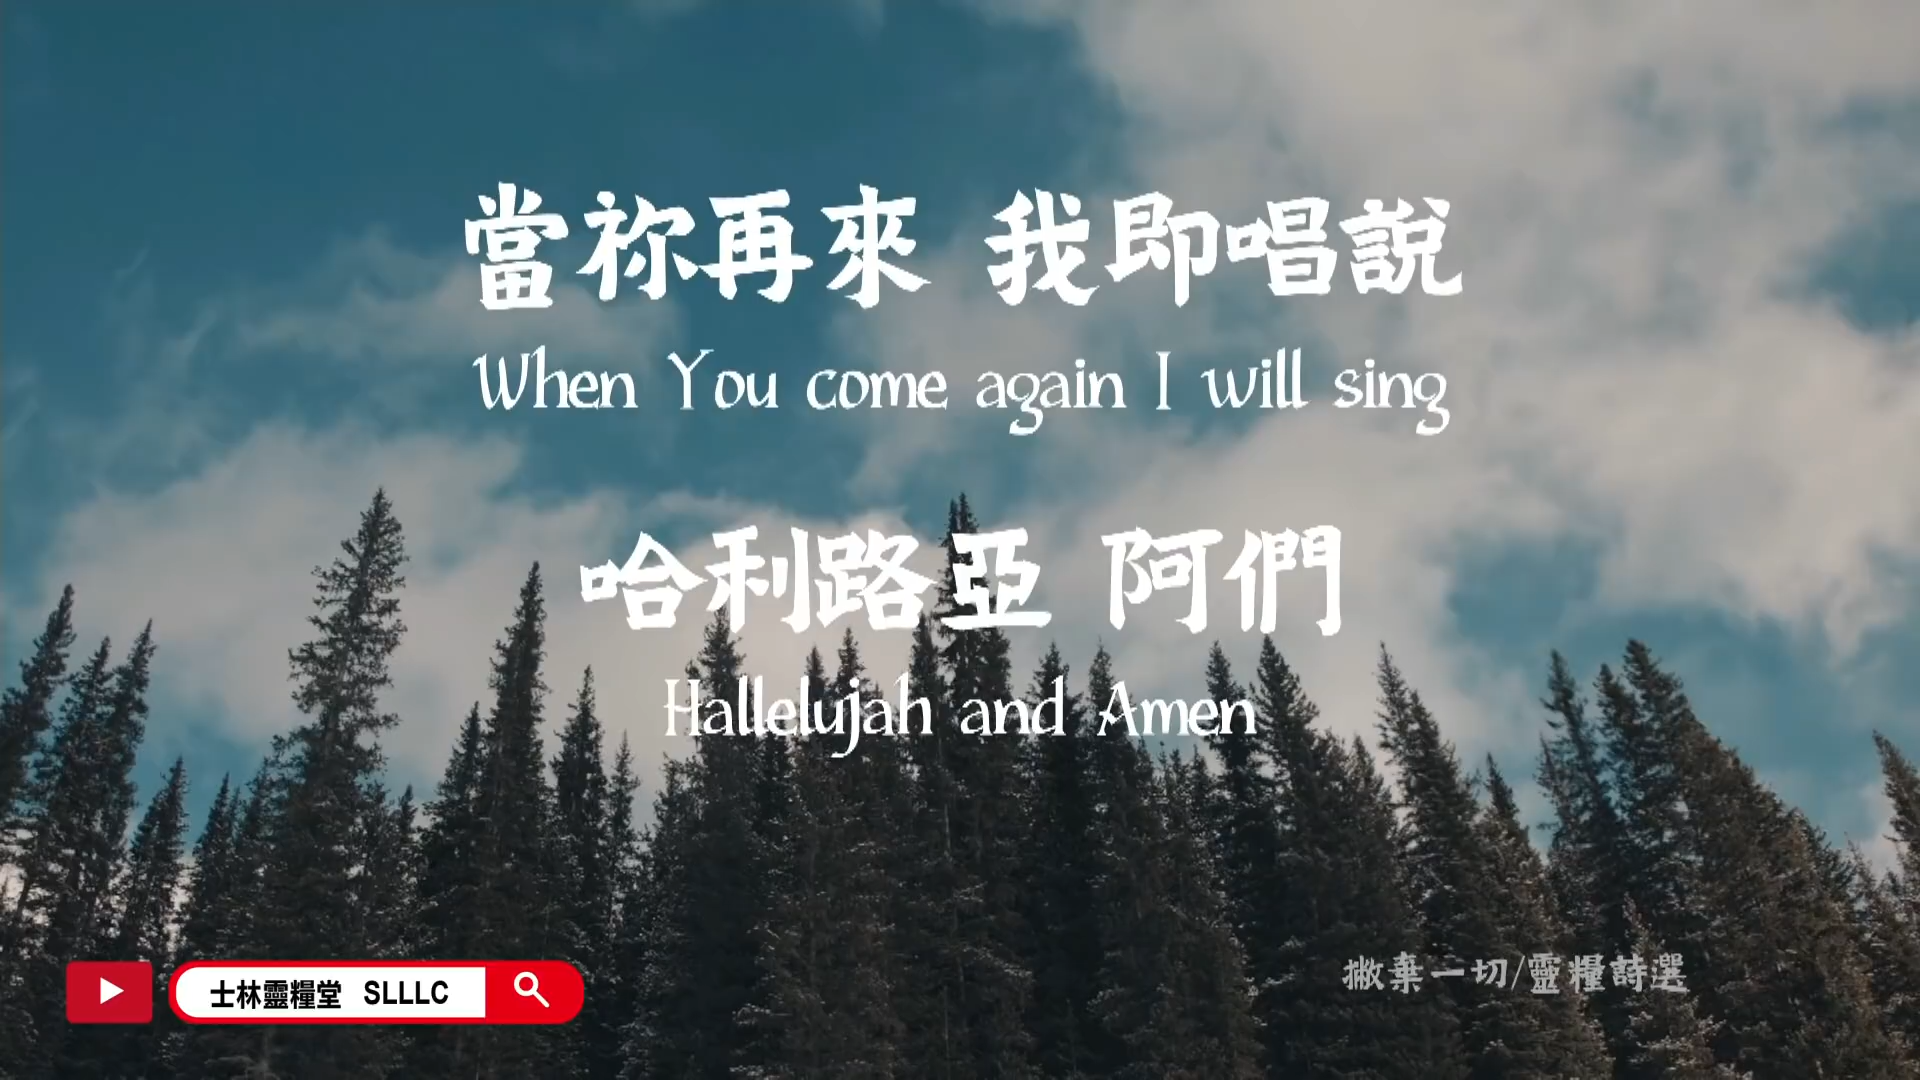 當祢再來 我即唱說
When You come again I will sing
哈利路亞 阿們
Hallelujah and Amen
撇棄一切/靈糧詩選
士林靈糧堂 SLLLC